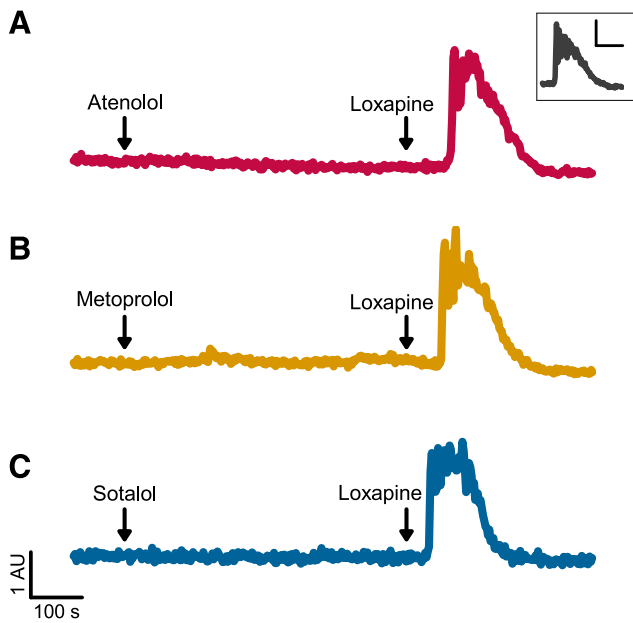 A
Atenolol
Loxapine
B
Metoprolol
Loxapine
C
Sotalol
Loxapine
1 AU
100 s